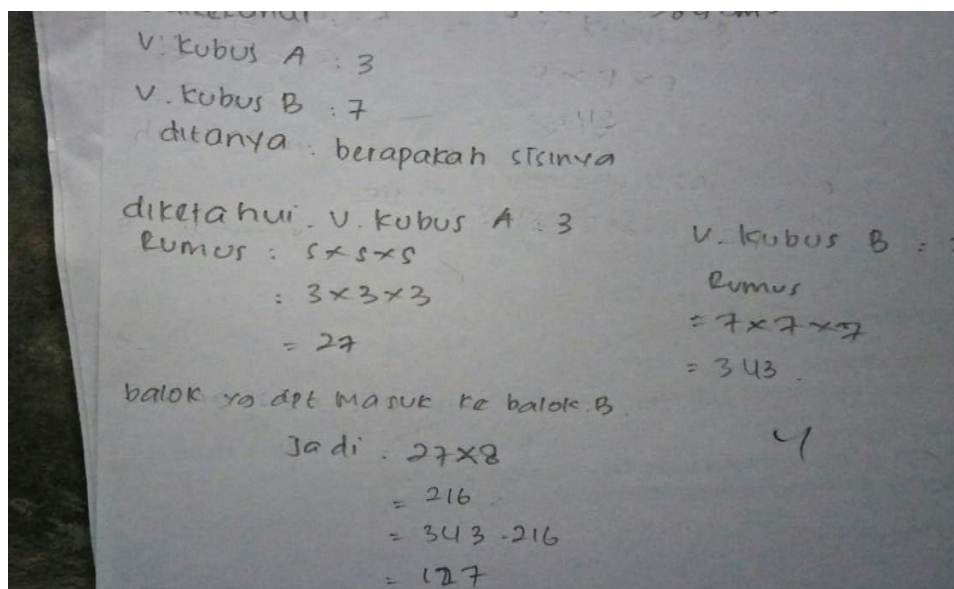 V. Kubus A : 3
V. Kubus B : 7
ditanya : berapakah sisinya
diketahui. V. Kubus A : 3
Rumus : s x s x s
: 3 x 3 x 3
= 27
V. Kubus B :
Rumus
= 7 x 7 x 7
= 343.
balok yg dpt masuk ke balok B
Jadi : 27 x 8
= 216
= 343 - 216
= 127
4